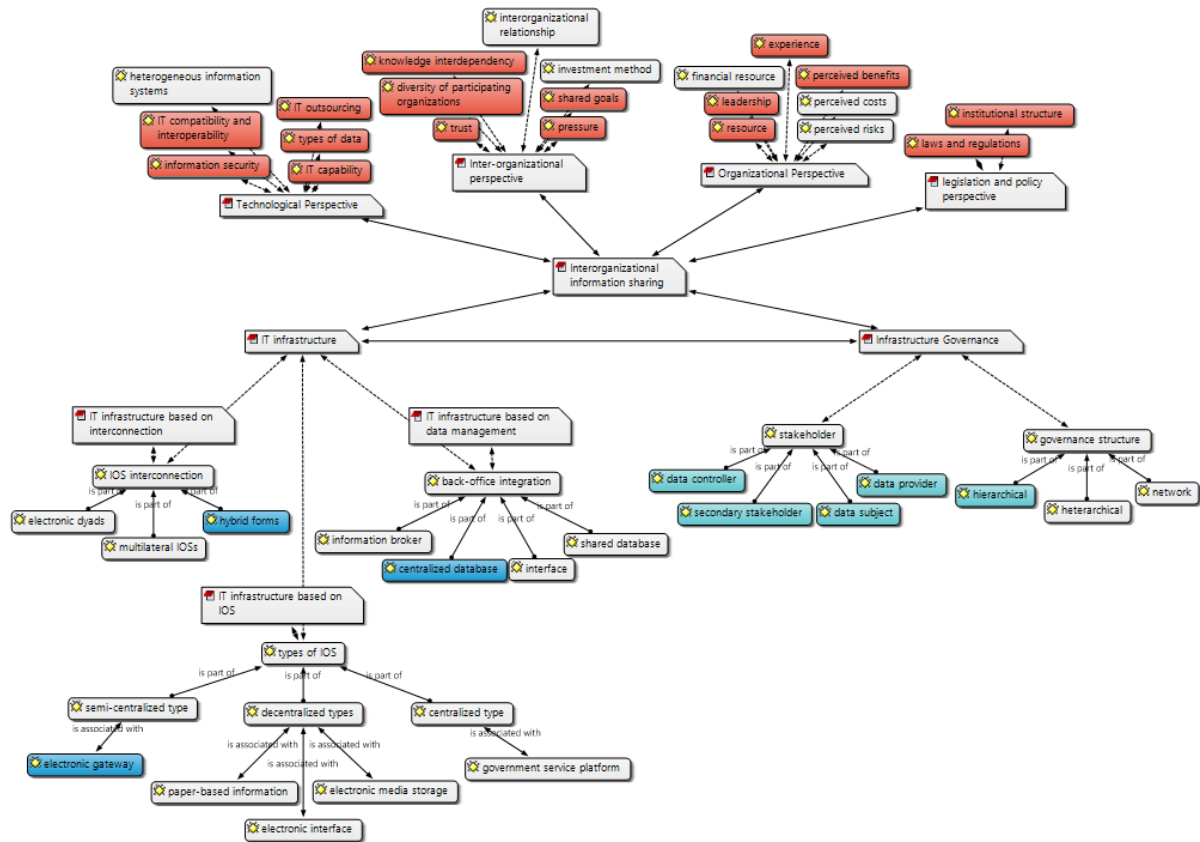 interorganizational
relationship
experience
knowledge interdependency
heterogeneous information
systems
investment method
financial resource
perceived benefits
diversity of participating
organizations
IT outsourcing
shared goals
leadership
perceived costs
institutional structure
IT compatibility and
interoperability
types of data
trust
pressure
resource
perceived risks
laws and regulations
information security
IT capability
Inter-organizational
perspective
Organizational Perspective
legislation and policy
perspective
Technological Perspective
Interorganizational
information sharing
IT infrastructure
Infrastructure Governance
IT infrastructure based on
interconnection
IT infrastructure based on
data management
stakeholder
governance structure
is part of
is part of
is part of
is part of
is part of
is part of
is part of
IOS interconnection
back-office integration
data controller
data provider
hierarchical
network
is part of
is part of
is part of
is part of
is part of
is part of
is part of
electronic dyads
hybrid forms
secondary stakeholder
data subject
heterarchical
multilateral IOSs
information broker
shared database
centralized database
interface
IT infrastructure based on
IOS
types of IOS
is part of
is part of
is part of
semi-centralized type
decentralized types
centralized type
is associated with
is associated with
is associated with
is associated with
is associated with
electronic gateway
government service platform
paper-based information
electronic media storage
electronic interface